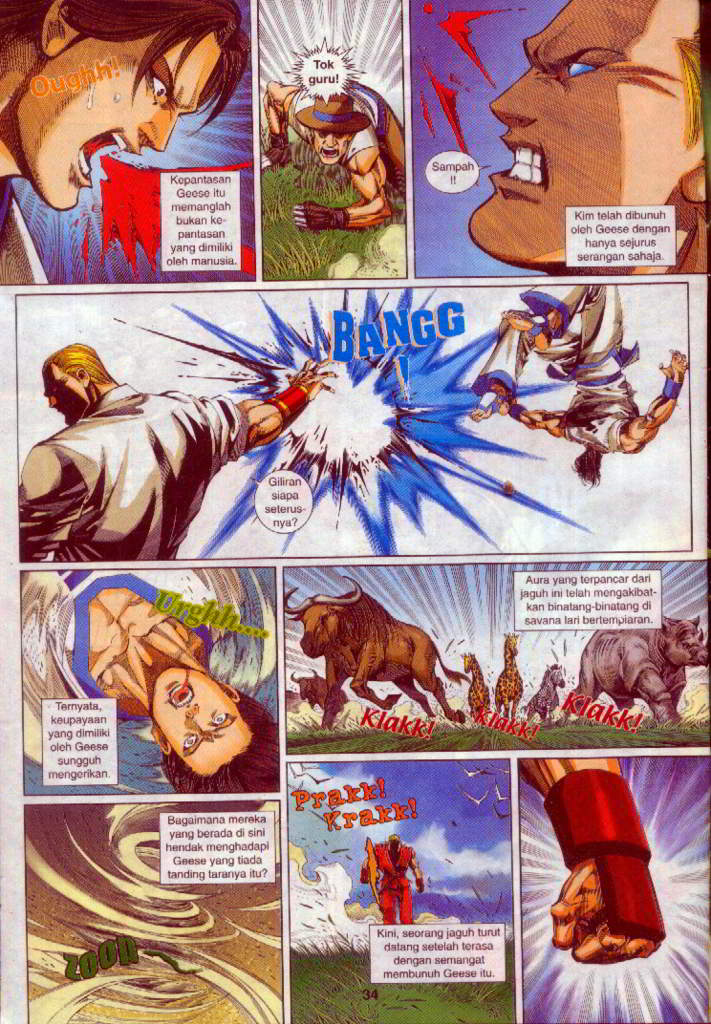 Oughh!
Kepantasan
Geese itu
memanglah
bukan ke-
pantasan
yang dimiliki
oleh manusia.
Tok
guru!
Sampah
!!
Kim telah dibunuh
oleh Geese dengan
hanya sejurus
serangan sahaja.
BANGG
!
Giliran
siapa
seterus-
nya?
Urghh....
Ternyata,
keupayaan
yang dimiliki
oleh Geese
sungguh
mengerikan.
Aura yang terpancar dari
jaguh ini telah mengakibat-
kan binatang-binatang di
savana lari bertempiaran.
Klakk!
Klakk!
Klakk!
Bagaimana mereka
yang berada di sini
hendak menghadapi
Geese yang tiada
tanding taranya itu?
ZOOM
Prakk!
Krakk!
Kini, seorang jaguh turut
datang setelah terasa
dengan semangat
membunuh Geese itu.
34